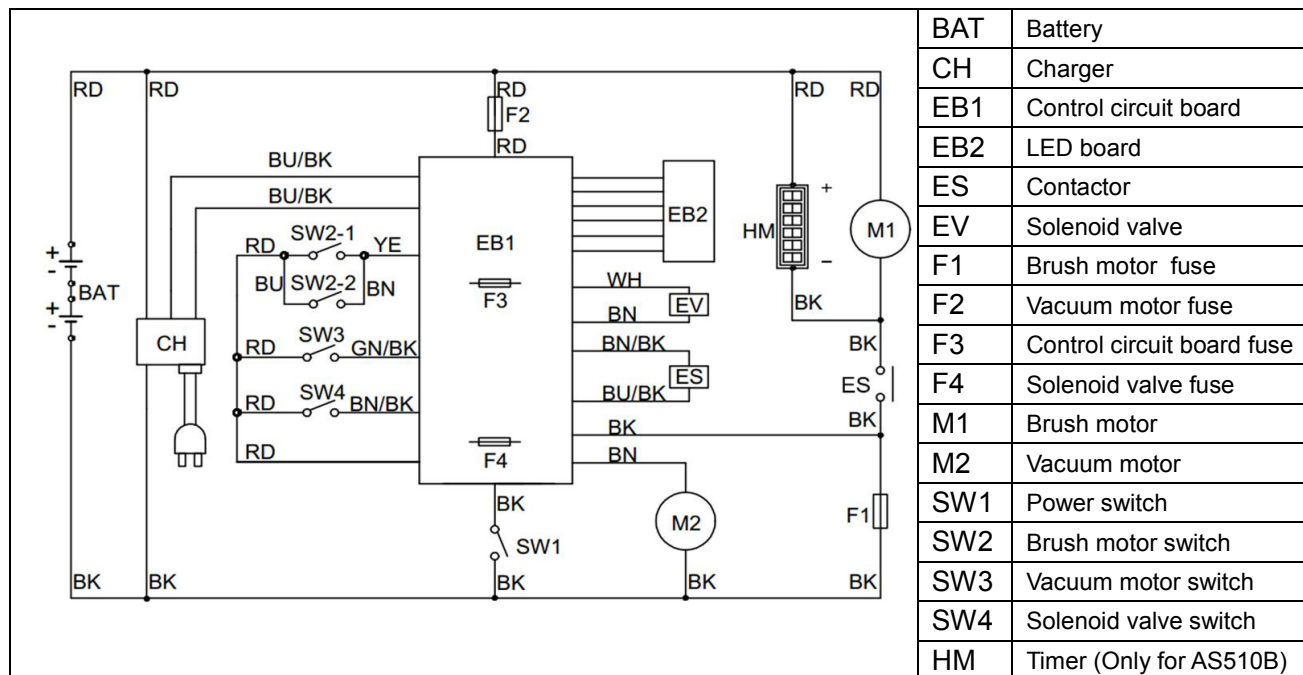 RD RD RD RD RD
F2
RD
BU/BK
BU/BK
SW2-1
RD YE
BU SW2-2 BN
EB1
EB2
+
HM
−
M1
+
-
BAT
+
-
F3
WH
EV
BN
BK
CH
SW3
RD GN/BK
BN/BK
ES
BU/BK
BK
ES
SW4
RD BN/BK
BK
RD
F4
BK
BN
BK
SW1
M2
F1
BK BK BK BK BK
BAT Battery
CH Charger
EB1 Control circuit board
EB2 LED board
ES Contactor
EV Solenoid valve
F1 Brush motor fuse
F2 Vacuum motor fuse
F3 Control circuit board fuse
F4 Solenoid valve fuse
M1 Brush motor
M2 Vacuum motor
SW1 Power switch
SW2 Brush motor switch
SW3 Vacuum motor switch
SW4 Solenoid valve switch
HM Timer (Only for AS510B)